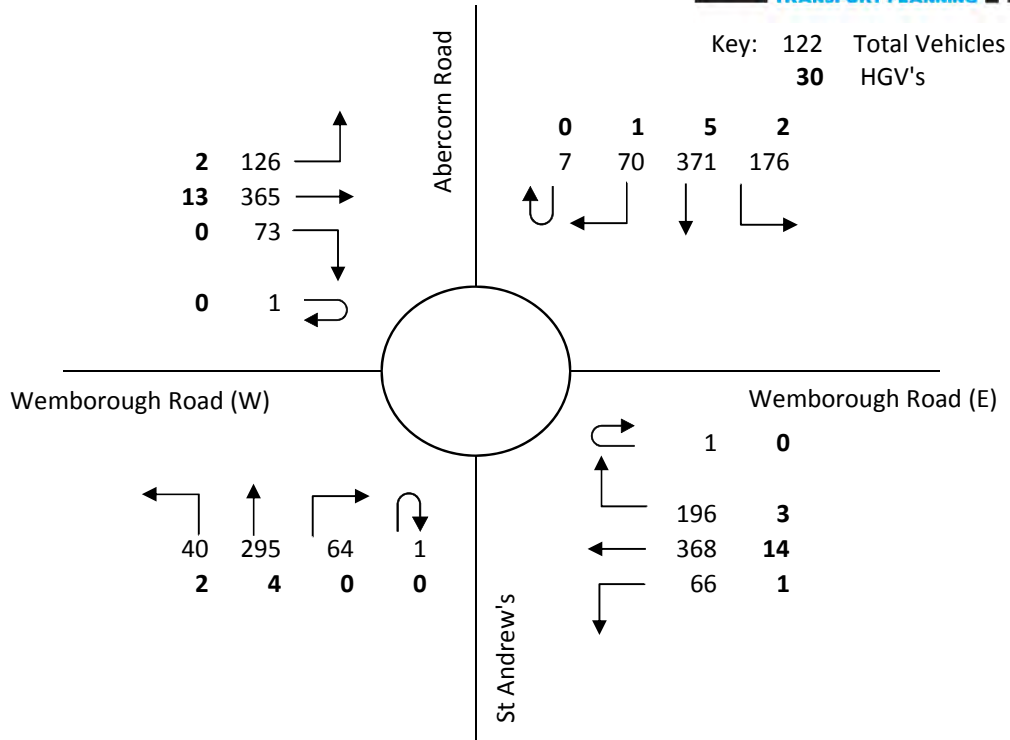 TRANSPORT PLANNING
Key: 122 Total Vehicles
30 HGV's
Abercorn Road
0 1 5 2
7 70 371 176
2 126
13 365
0 73
0 1
Wemborough Road (W)
Wemborough Road (E)
1 0
196 3
368 14
66 1
40 295 64 1
2 4 0 0
St Andrew's